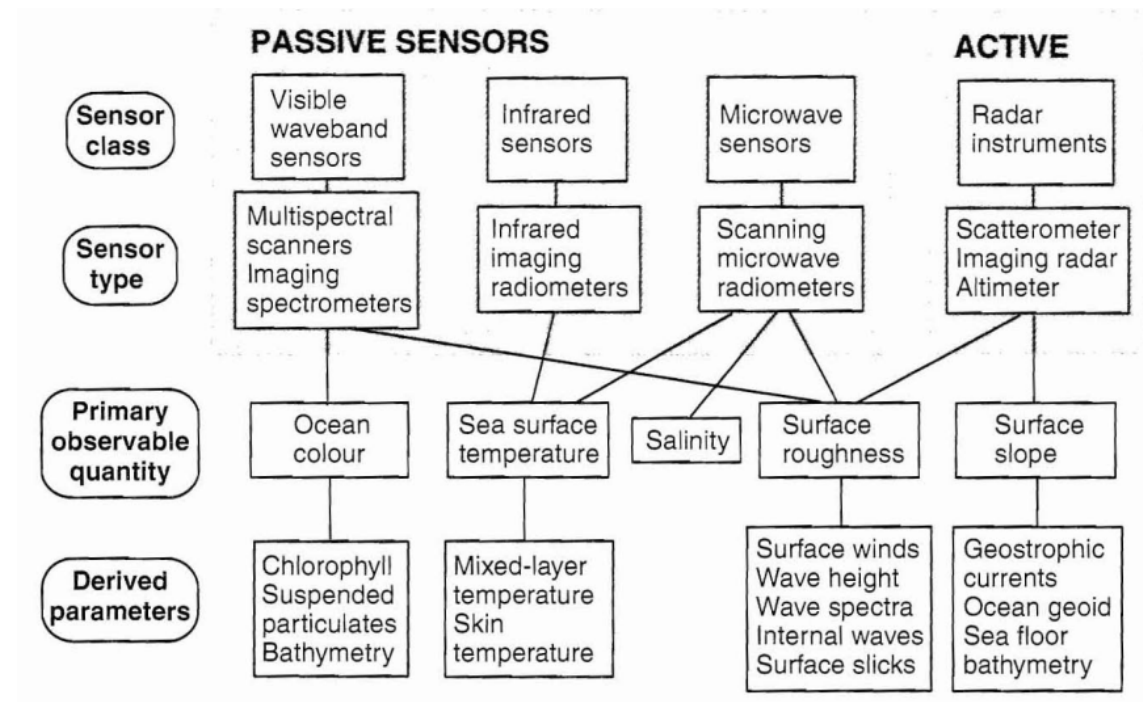 PASSIVE SENSORS
ACTIVE
Sensor
class
Visible
waveband
sensors
Infrared
sensors
Microwave
sensors
Radar
instruments
Sensor
type
Multispectral
scanners
Imaging
spectrometers
Infrared
imaging
radiometers
Scanning
microwave
radiometers
Scatterometer
Imaging radar
Altimeter
Primary
observable
quantity
Ocean
colour
Sea surface
temperature
Salinity
Surface
roughness
Surface
slope
Derived
parameters
Chlorophyll
Suspended
particulates
Bathymetry
Mixed-layer
temperature
Skin
temperature
Surface winds
Wave height
Wave spectra
Internal waves
Surface slicks
Geostrophic
currents
Ocean geoid
Sea floor
bathymetry